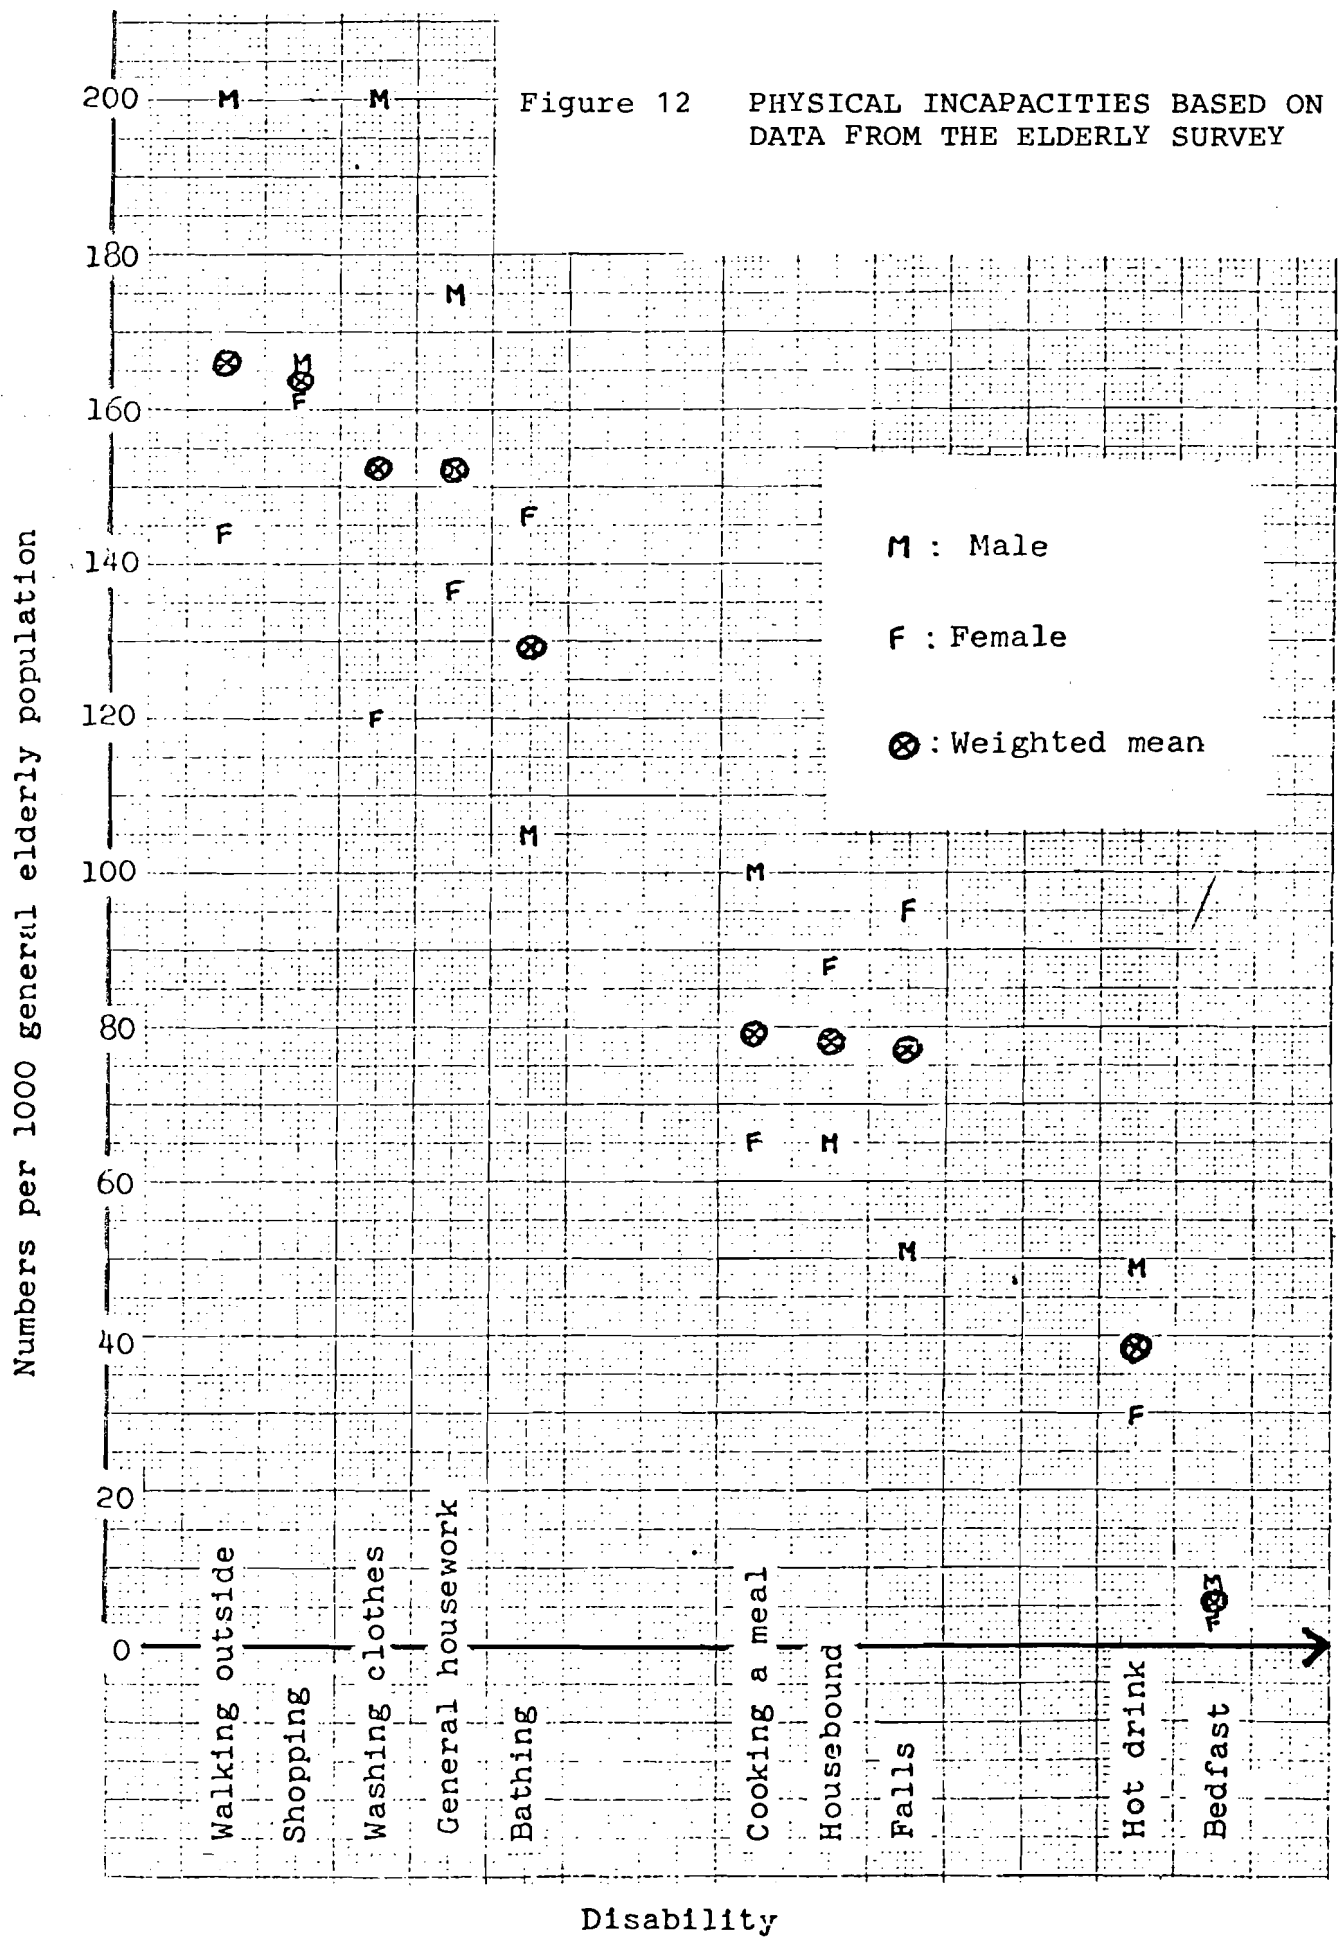 Figure 12 PHYSICAL INCAPACITIES BASED ON
DATA FROM THE ELDERLY SURVEY
Numbers per 1000 general elderly population
200
180
160
140
120
100
80
60
40
20
0
M
M
M
M
F
F
F
F
F
M
M
F
F
F
M
M
M
F
M
F
M : Male
F : Female
⊗ : Weighted mean
Walking outside
Shopping
Washing clothes
General housework
Bathing
Cooking a meal
Housebound
Falls
Hot drink
Bedfast
Disability